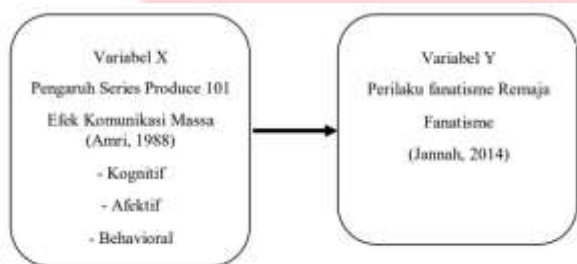 Variabel X
Pengaruh Series Produce 101
Efek Komunikasi Massa
(Amri, 1988)
- Kognitif
- Afektif
- Behavioral
Variabel Y
Perilaku fanatisme Remaja
Fanatisme
(Jannah, 2014)